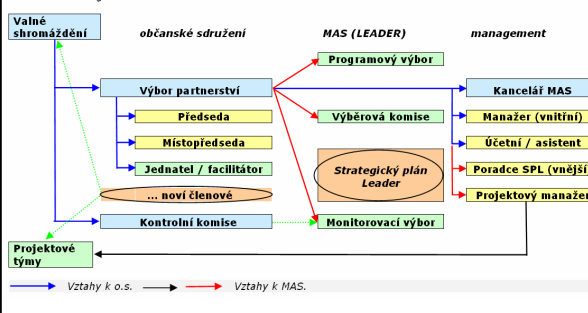 Valné
shromáždění
občanské sdružení
MAS (LEADER)
management
Programový výbor
Výbor partnerství
Kancelář MAS
Předseda
Výběrová komise
Manažer (vnitřní)
Místopředseda
Účetní / asistent
Jednatel / facilitátor
Strategický plán
Leader
Poradce SPL (vnější)
... noví členové
Projektový manažer
Kontrolní komise
Monitorovací výbor
Projektové
týmy
Vztahy k o.s.
Vztahy k MAS.